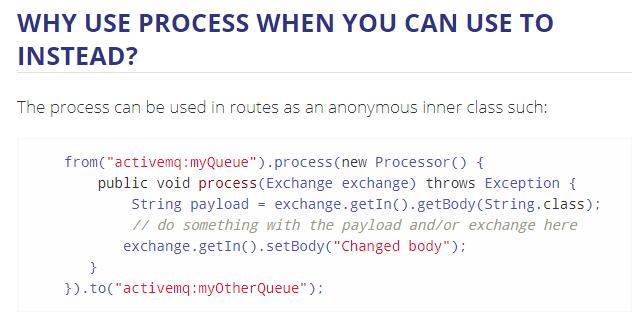 WHY USE PROCESS WHEN YOU CAN USE TO
INSTEAD?
The process can be used in routes as an anonymous inner class such:
from("activemq:myQueue").process(new Processor() {
public void process(Exchange exchange) throws Exception {
String payload = exchange.getIn().getBody(String.class);
// do something with the payload and/or exchange here
exchange.getIn().setBody("Changed body");
}
}).to("activemq:myOtherQueue");